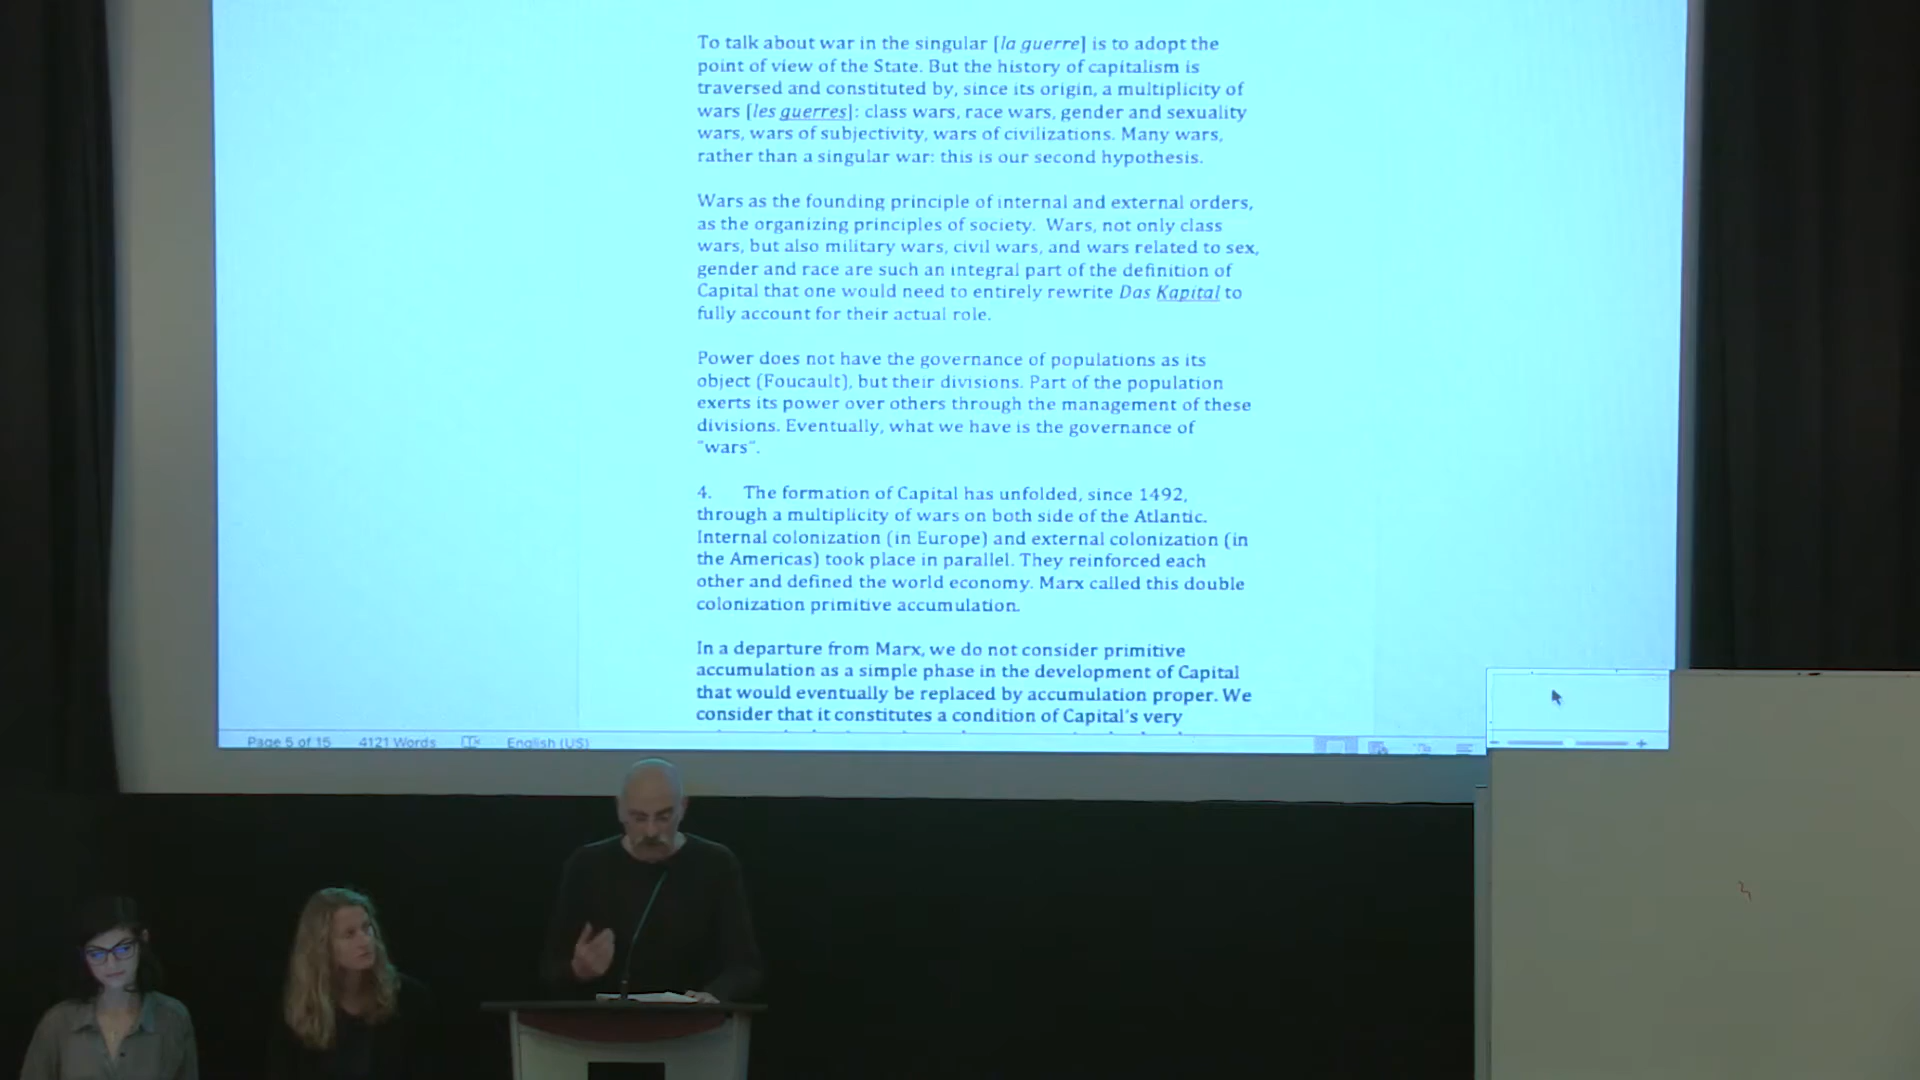 To talk about war in the singular [la guerre] is to adopt the
point of view of the State. But the history of capitalism is
traversed and constituted by, since its origin, a multiplicity of
wars [les guerres]: class wars, race wars, gender and sexuality
wars, wars of subjectivity, wars of civilizations. Many wars,
rather than a singular war: this is our second hypothesis.
Wars as the founding principle of internal and external orders,
as the organizing principles of society. Wars, not only class
wars, but also military wars, civil wars, and wars related to sex,
gender and race are such an integral part of the definition of
Capital that one would need to entirely rewrite Das Kapital to
fully account for their actual role.
Power does not have the governance of populations as its
object (Foucault), but their divisions. Part of the population
exerts its power over others through the management of these
divisions. Eventually, what we have is the governance of
"wars".
4. The formation of Capital has unfolded, since 1492,
through a multiplicity of wars on both side of the Atlantic.
Internal colonization (in Europe) and external colonization (in
the Americas) took place in parallel. They reinforced each
other and defined the world economy. Marx called this double
colonization primitive accumulation.
In a departure from Marx, we do not consider primitive
accumulation as a simple phase in the development of Capital
that would eventually be replaced by accumulation proper. We
consider that it constitutes a condition of Capital's very
Page 5 of 15 4121 Words English (US)